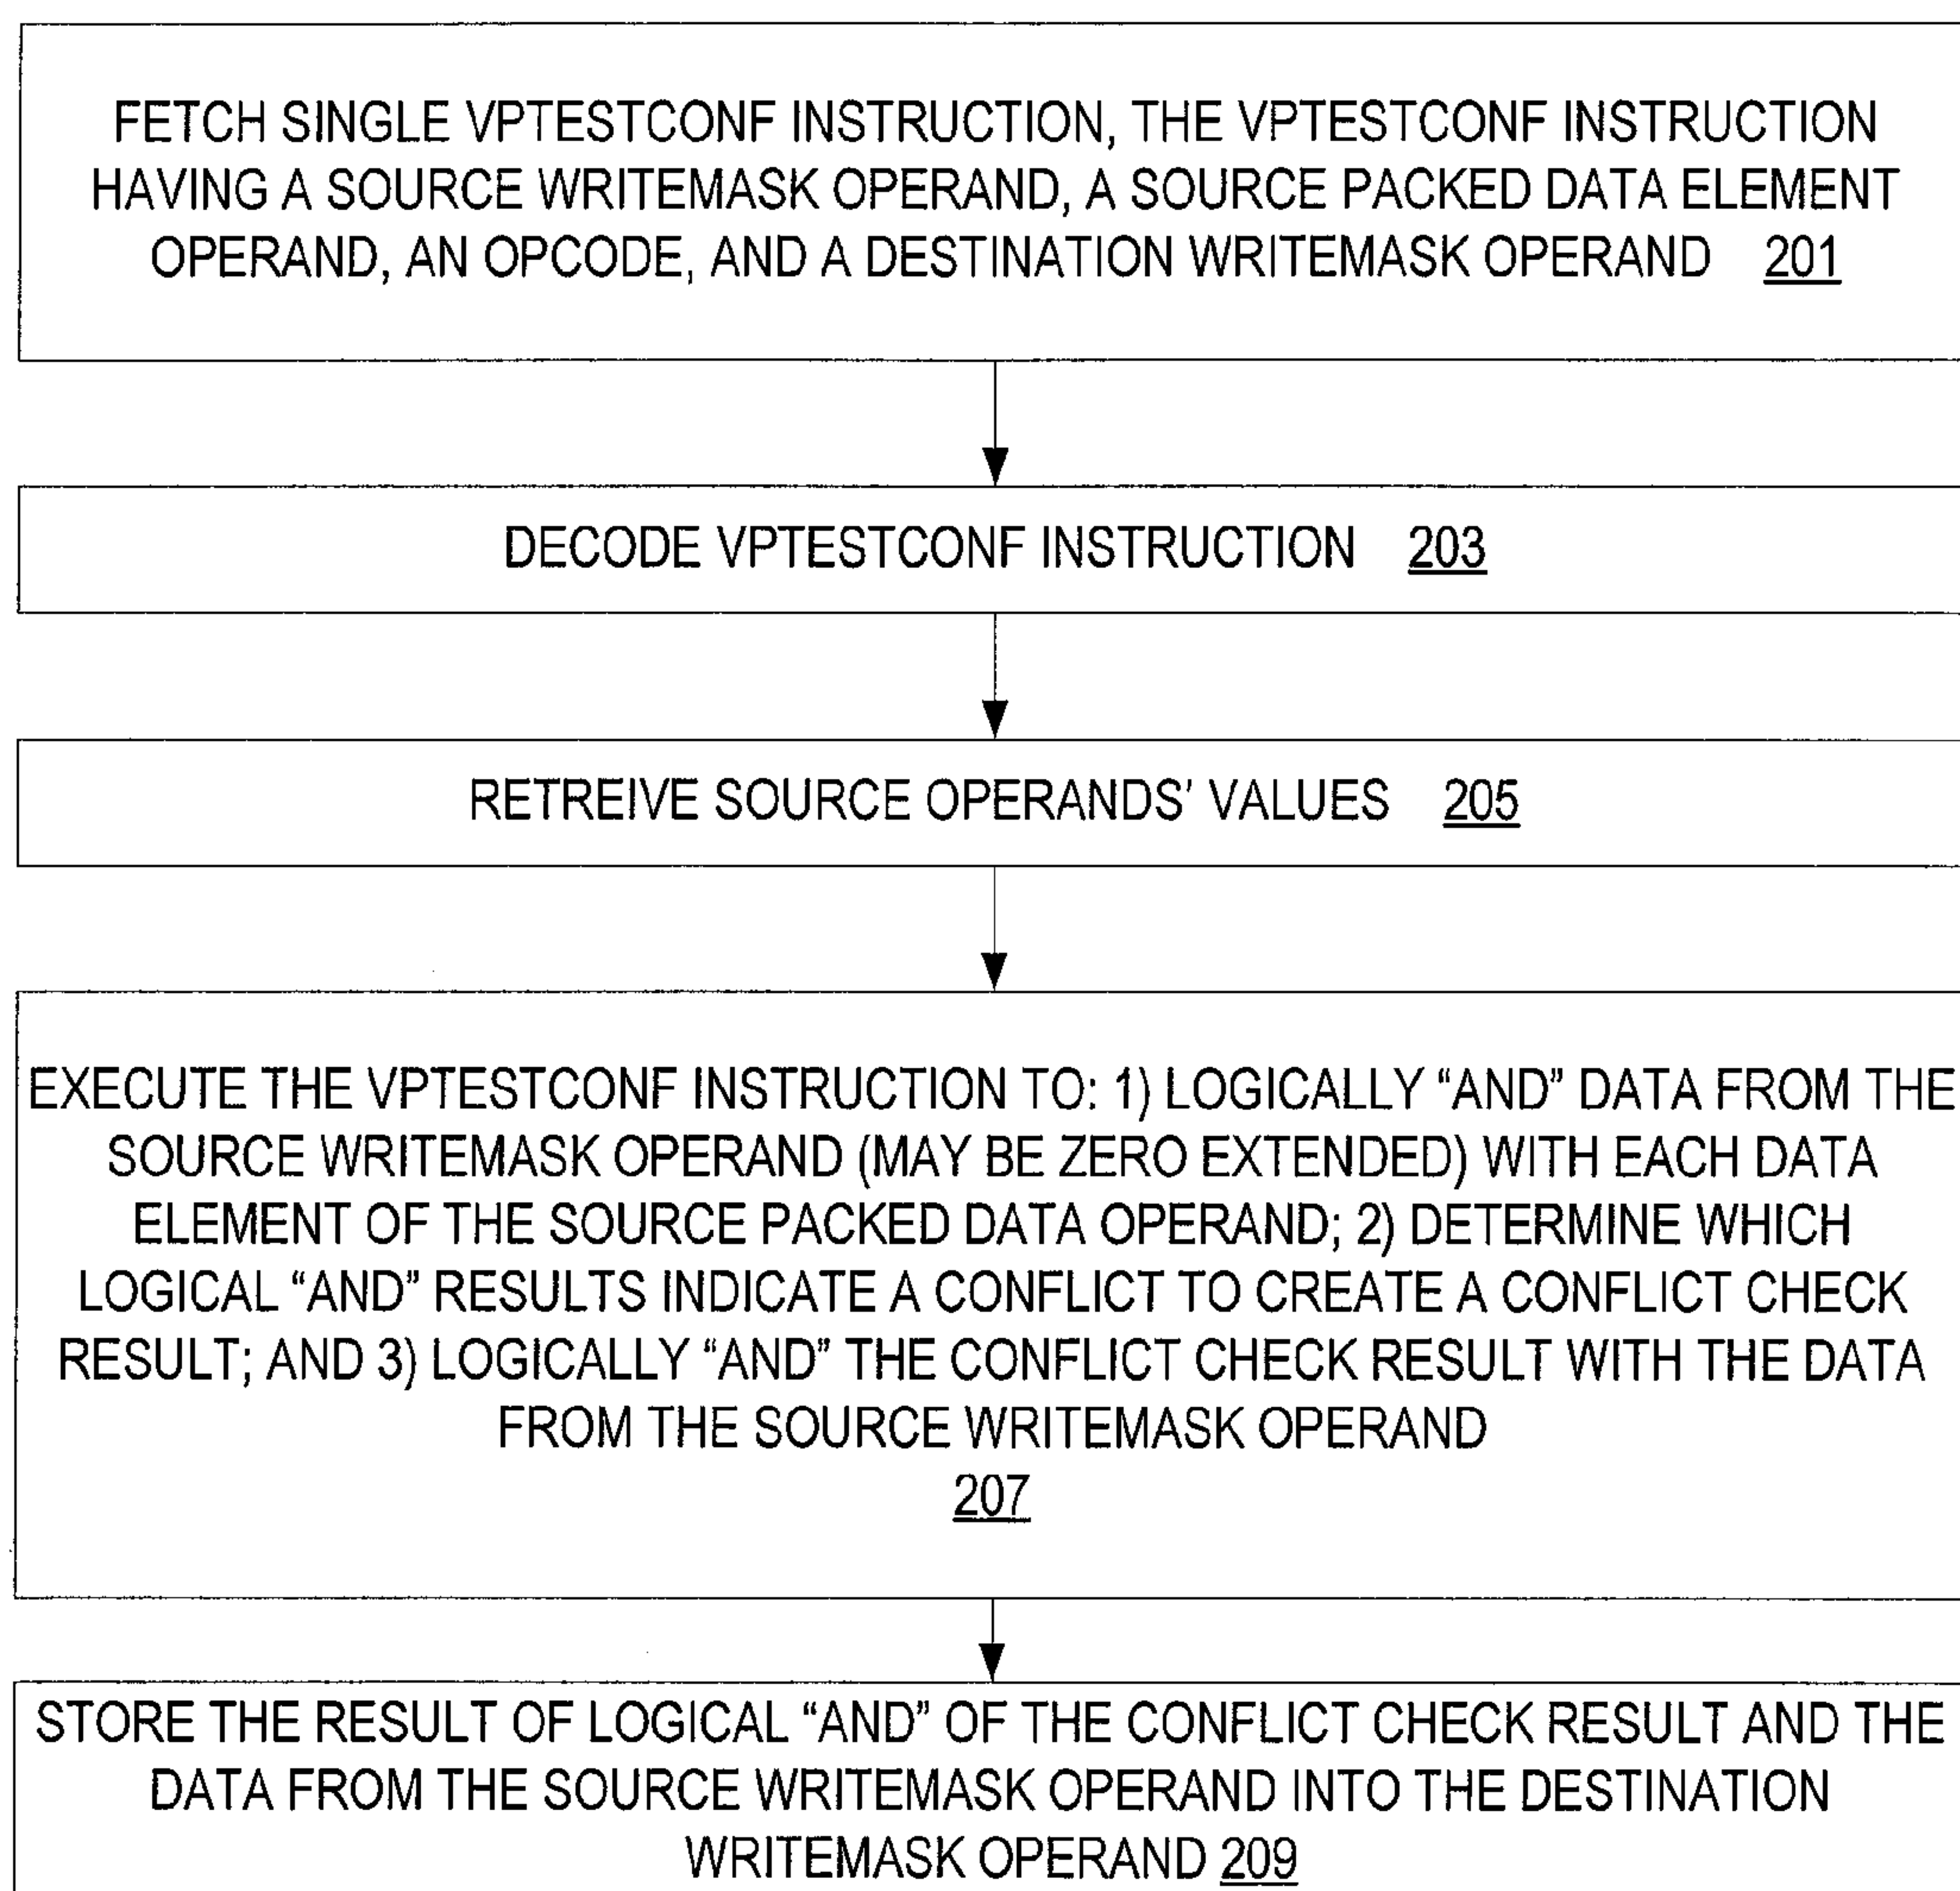 FETCH SINGLE VPTESTCONF INSTRUCTION, THE VPTESTCONF INSTRUCTION
HAVING A SOURCE WRITEMASK OPERAND, A SOURCE PACKED DATA ELEMENT
OPERAND, AN OPCODE, AND A DESTINATION WRITEMASK OPERAND 201
DECODE VPTESTCONF INSTRUCTION 203
RETREIVE SOURCE OPERANDS' VALUES 205
EXECUTE THE VPTESTCONF INSTRUCTION TO: 1) LOGICALLY “AND” DATA FROM THE
SOURCE WRITEMASK OPERAND (MAY BE ZERO EXTENDED) WITH EACH DATA
ELEMENT OF THE SOURCE PACKED DATA OPERAND; 2) DETERMINE WHICH
LOGICAL “AND” RESULTS INDICATE A CONFLICT TO CREATE A CONFLICT CHECK
RESULT; AND 3) LOGICALLY “AND” THE CONFLICT CHECK RESULT WITH THE DATA
FROM THE SOURCE WRITEMASK OPERAND
207
STORE THE RESULT OF LOGICAL “AND” OF THE CONFLICT CHECK RESULT AND THE
DATA FROM THE SOURCE WRITEMASK OPERAND INTO THE DESTINATION
WRITEMASK OPERAND 209